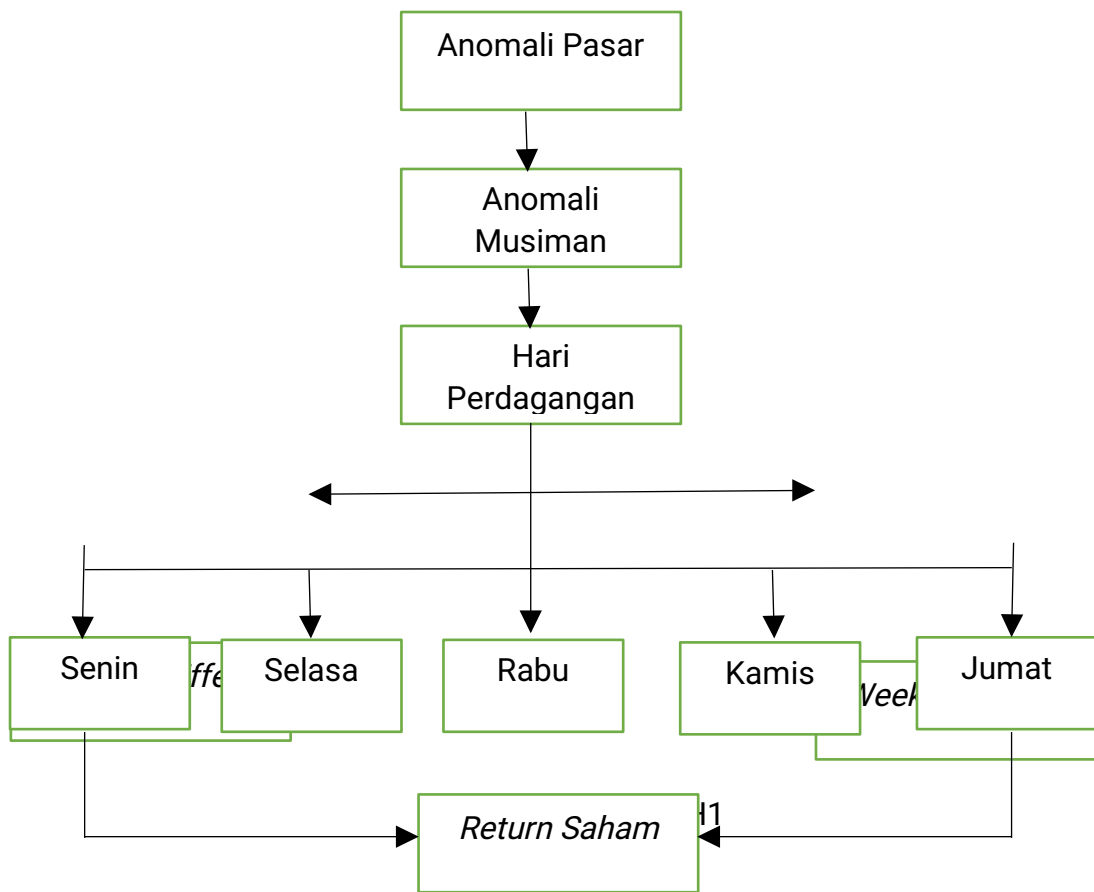 Anomali Pasar
Anomali
Musiman
Hari
Perdagangan
Senin
Selasa
Rabu
Kamis
Jumat
Return Saham